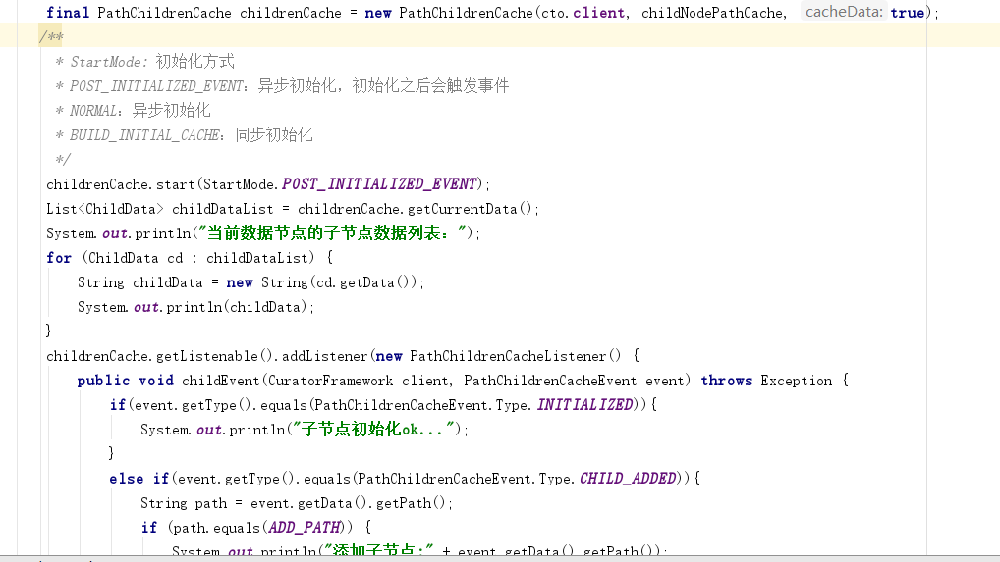 final PathChildrenCache childrenCache = new PathChildrenCache(cto.client, childNodePathCache, cacheData: true);
/**
 * StartMode: 初始化方式
 * POST_INITIALIZED_EVENT：异步初始化，初始化之后会触发事件
 * NORMAL：异步初始化
 * BUILD_INITIAL_CACHE：同步初始化
 */
childrenCache.start(StartMode.POST_INITIALIZED_EVENT);
List<ChildData> childDataList = childrenCache.getCurrentData();
System.out.println("当前数据节点的子节点数据列表：");
for (ChildData cd : childDataList) {
    String childData = new String(cd.getData());
    System.out.println(childData);
}
childrenCache.getListenable().addListener(new PathChildrenCacheListener() {
    public void childEvent(CuratorFramework client, PathChildrenCacheEvent event) throws Exception {
        if(event.getType().equals(PathChildrenCacheEvent.Type.INITIALIZED)){
            System.out.println("子节点初始化ok...");
        }
        else if(event.getType().equals(PathChildrenCacheEvent.Type.CHILD_ADDED)){
            String path = event.getData().getPath();
            if (path.equals(ADD_PATH)) {
                System.out.println("添加子节点:" + event.getData().getPath());